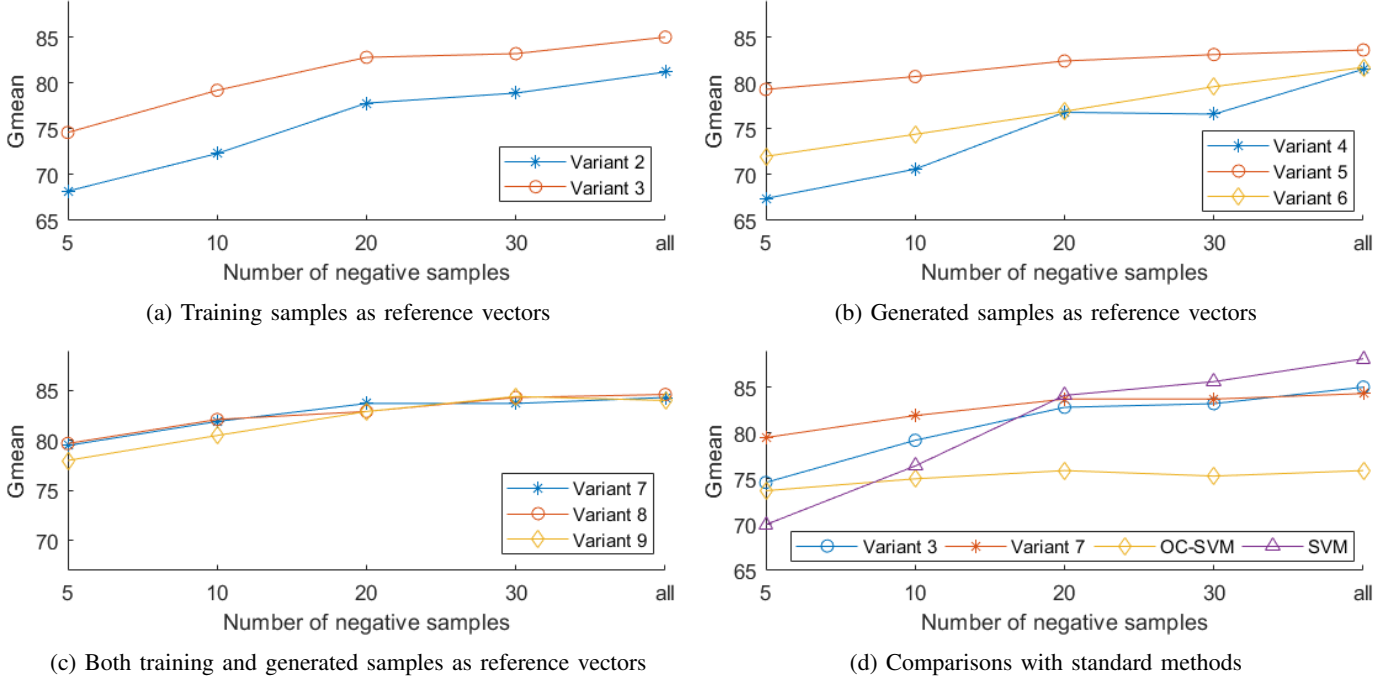 85
80
75
70
65
Gmean
5 10 20 30 all
Number of negative samples
Variant 2
Variant 3
(a) Training samples as reference vectors
85
80
75
70
65
Gmean
5 10 20 30 all
Number of negative samples
Variant 4
Variant 5
Variant 6
(b) Generated samples as reference vectors
85
80
75
70
Gmean
5 10 20 30 all
Number of negative samples
Variant 7
Variant 8
Variant 9
(c) Both training and generated samples as reference vectors
85
80
75
70
65
Gmean
5 10 20 30 all
Number of negative samples
Variant 3 Variant 7 OC-SVM SVM
(d) Comparisons with standard methods